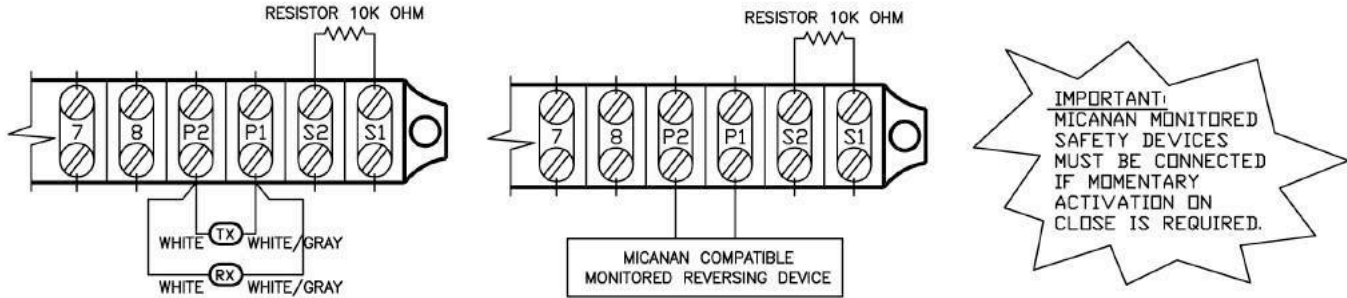 RESISTOR 10K OHM
7 8 P2 P1 S2 S1
WHITE TX WHITE/GRAY
WHITE RX WHITE/GRAY
RESISTOR 10K OHM
7 8 P2 P1 S2 S1
MICANAN COMPATIBLE
MONITORED REVERSING DEVICE
IMPORTANT:
MICANAN MONITORED
SAFETY DEVICES
MUST BE CONNECTED
IF MOMENTARY
ACTIVATION ON
CLOSE IS REQUIRED.